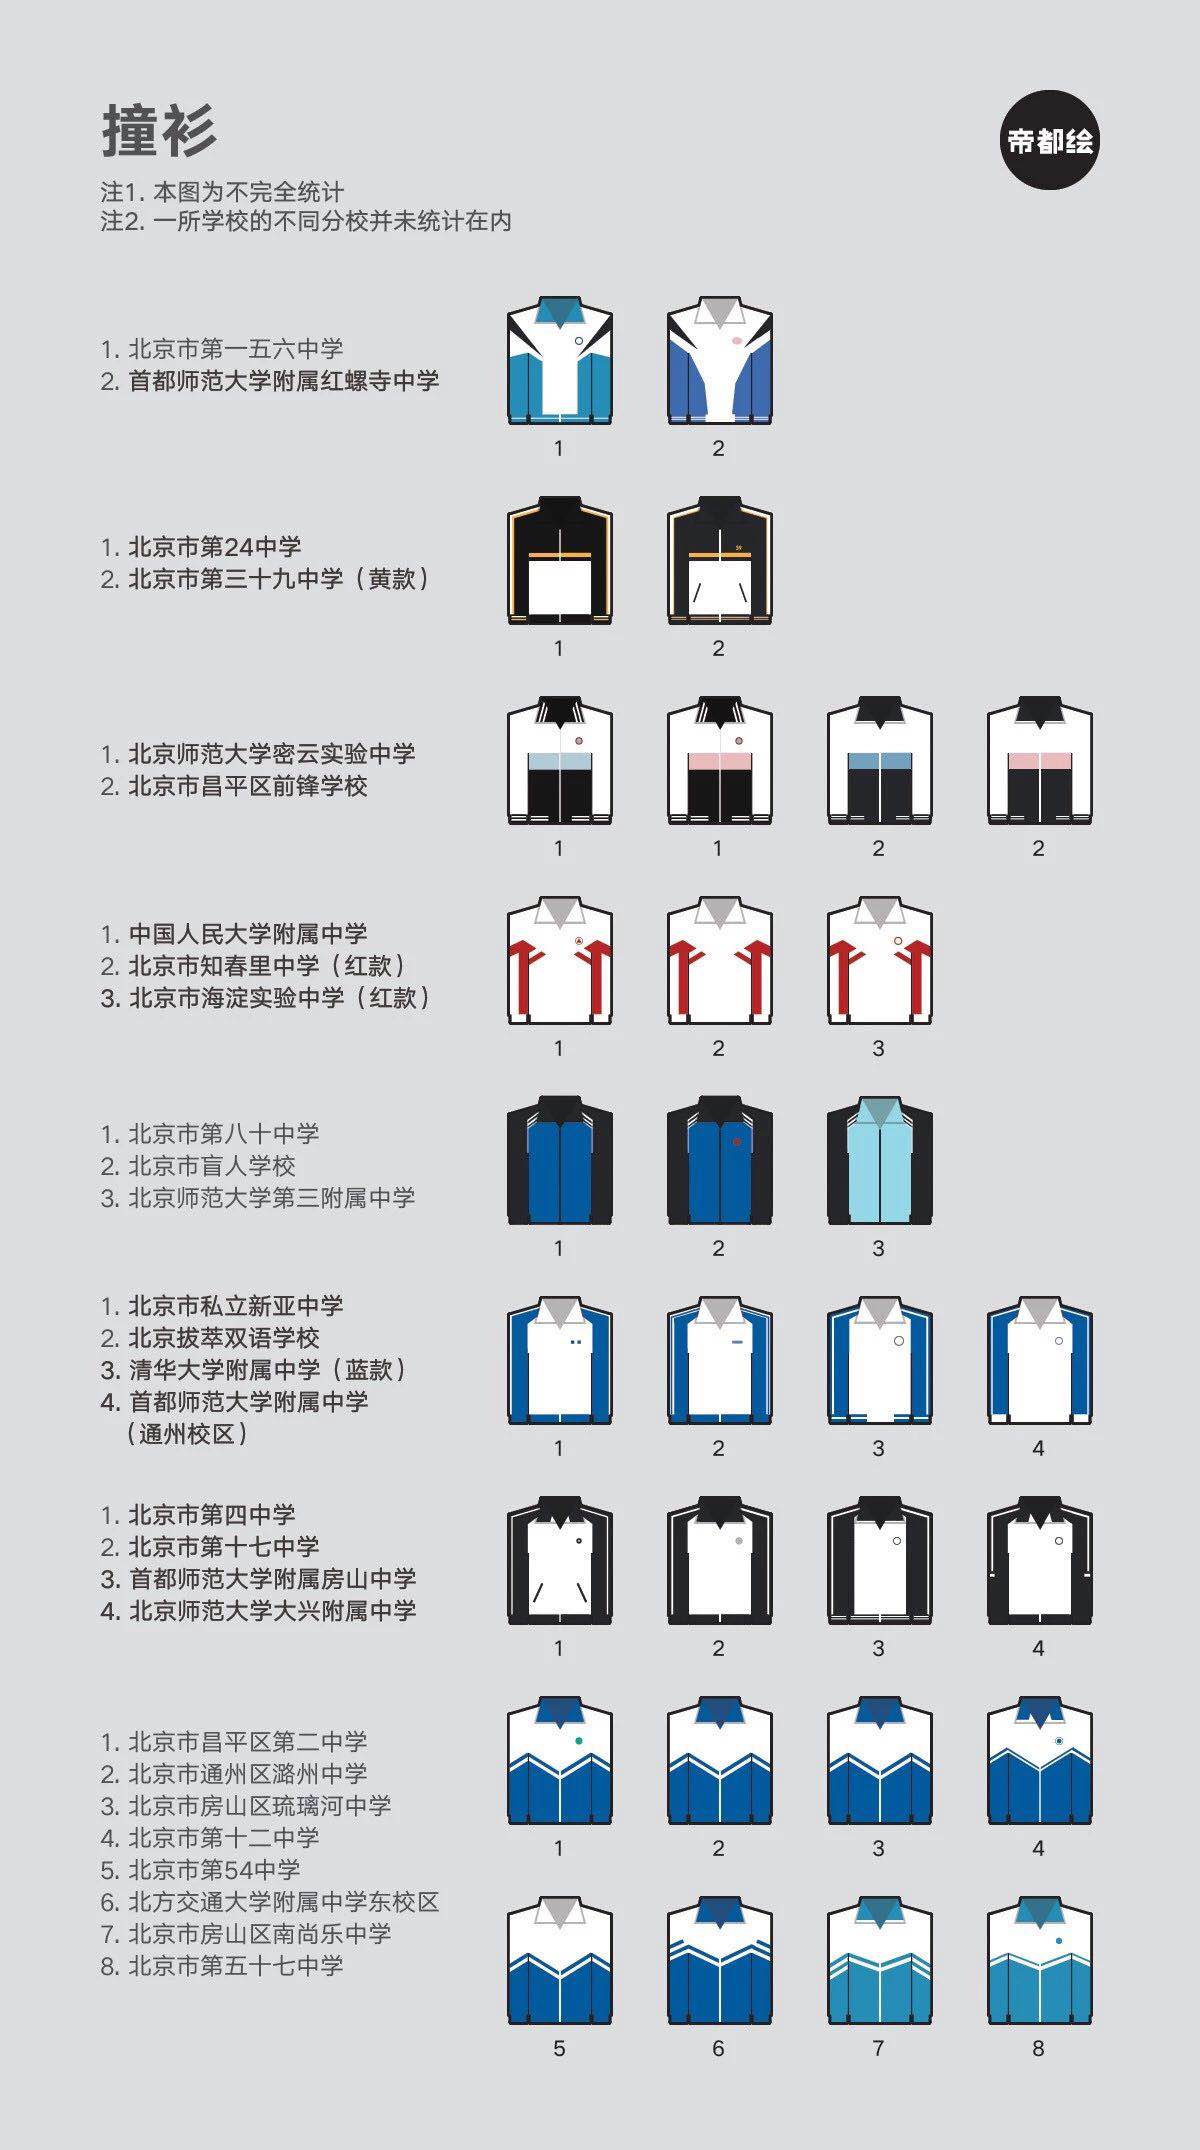 撞衫
帝都绘
注1. 本图为不完全统计
注2. 一所学校的不同分校并未统计在内
1. 北京市第一五六中学
2. 首都师范大学附属红螺寺中学
1 2
1. 北京市第24中学
2. 北京市第三十九中学（黄款）
39
1 2
1. 北京师范大学密云实验中学
2. 北京市昌平区前锋学校
1 1 2 2
1. 中国人民大学附属中学
2. 北京市知春里中学（红款）
3. 北京市海淀实验中学（红款）
1 2 3
1. 北京市第八十中学
2. 北京市盲人学校
3. 北京师范大学第三附属中学
1 2 3
1. 北京市私立新亚中学
2. 北京拔萃双语学校
3. 清华大学附属中学（蓝款）
4. 首都师范大学附属中学
（通州校区）
1 2 3 4
1. 北京市第四中学
2. 北京市第十七中学
3. 首都师范大学附属房山中学
4. 北京师范大学大兴附属中学
1 2 3 4
1. 北京市昌平区第二中学
2. 北京市通州区潞州中学
3. 北京市房山区琉璃河中学
4. 北京市第十二中学
5. 北京市第54中学
6. 北方交通大学附属中学东校区
7. 北京市房山区南尚乐中学
8. 北京市第五十七中学
1 2 3 4
5 6 7 8